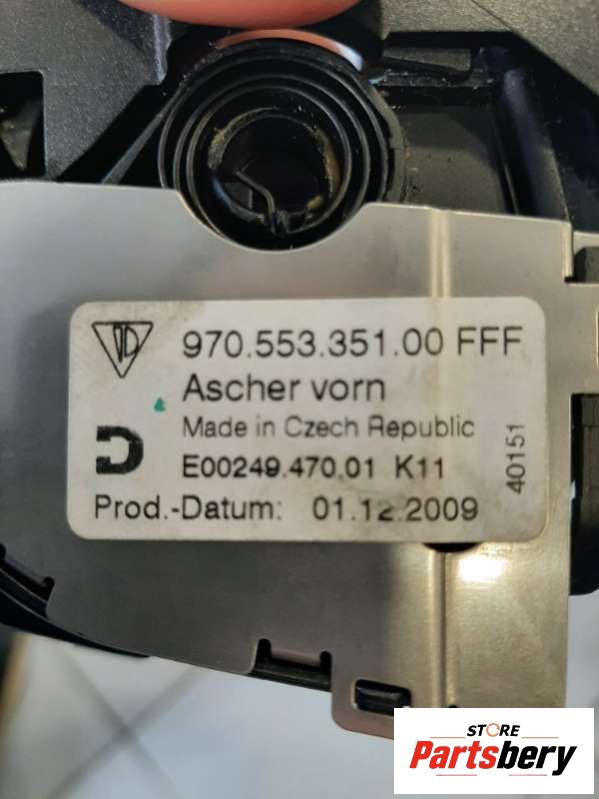 970.553.351.00 FFF
Ascher vorn
Made in Czech Republic
E00249.470.01 K11
Prod.-Datum: 01.12.2009
40151
STORE
Partsbery